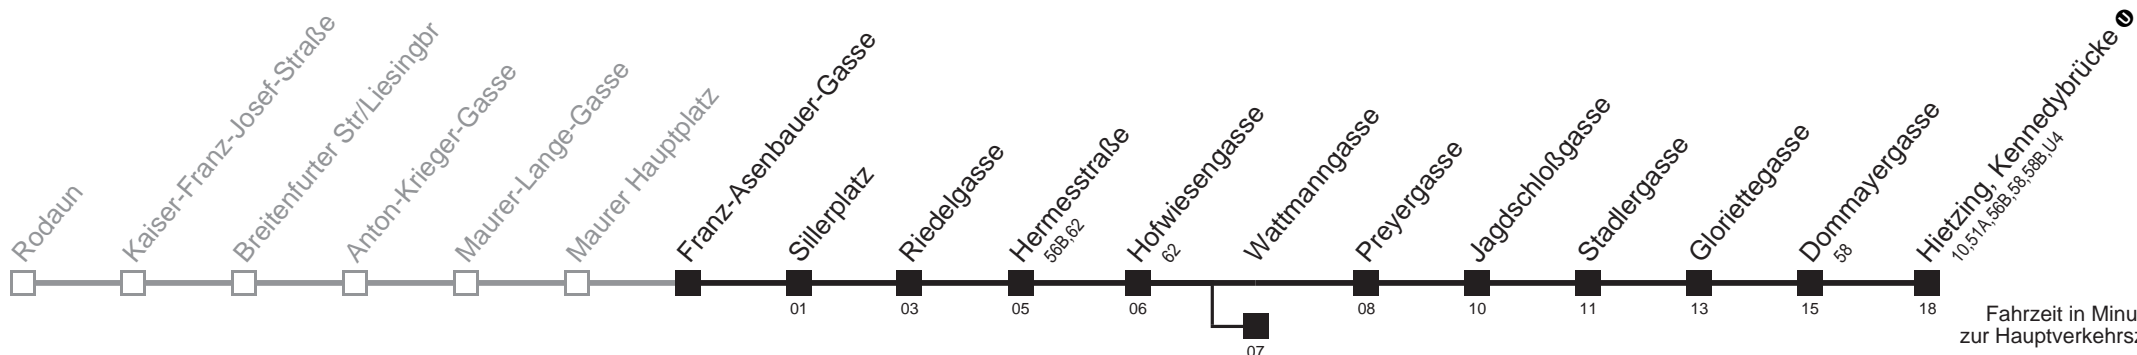 Rodaun
Kaiser-Franz-Josef-Straße
Breitenfurter Str/Liesingbr
Anton-Krieger-Gasse
Maurer-Lange-Gasse
Maurer Hauptplatz
Franz-Asenbauer-Gasse
Sillerplatz
01
Riedelgasse
03
Hermesstraße
56B,62
05
Hofwiesengasse
62
06
Wattmanngasse
07
Preyergasse
08
Jagdschloßgasse
10
Stadlergasse
11
Gloriettegasse
13
Dommayergasse
58
15
Hietzing, Kennedybrücke U
10,51A,56B,58,58B,U4
18
Fahrzeit in Minu
zur Hauptverkehrsz